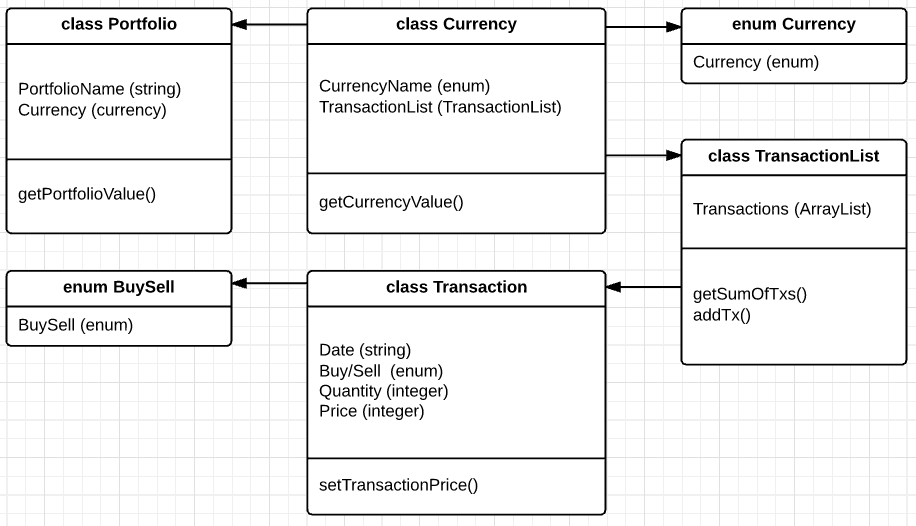 class Portfolio
PortfolioName (string)
Currency (currency)
getPortfolioValue()
class Currency
CurrencyName (enum)
TransactionList (TransactionList)
getCurrencyValue()
enum Currency
Currency (enum)
class TransactionList
Transactions (ArrayList)
getSumOfTxs()
addTx()
enum BuySell
BuySell (enum)
class Transaction
Date (string)
Buy/Sell (enum)
Quantity (integer)
Price (integer)
setTransactionPrice()